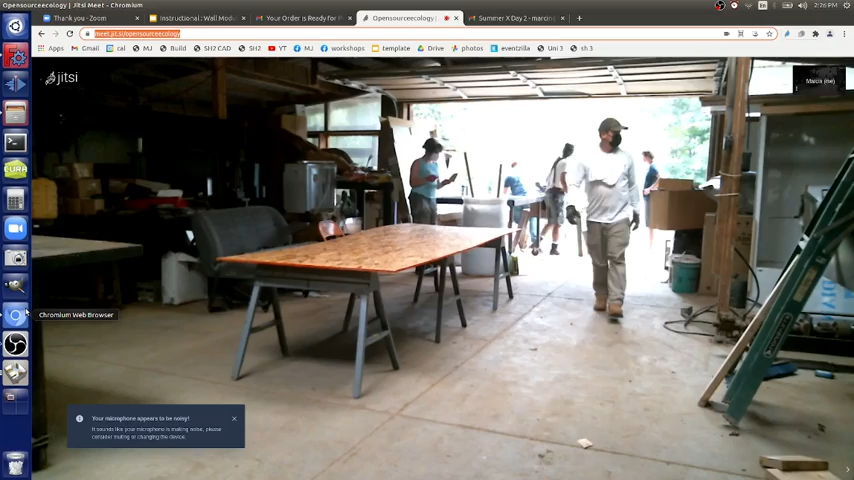 Opensourceecology | Jitsi Meet - Chromium
En
2:26 PM
Thank you - Zoom
Instructional : Wall Modu
Your Order is Ready for P
Opensourceecology |
Summer X Day 2 - marcin
meet.jit.si/opensourceecology
Apps
cal
MJ
Build
SH2 CAD
SH2
YT
MJ
workshops
template
Drive
eventzilla
Uni 3
sh 3
jitsi
Marcin (me)
CURA
Chromium Web Browser
Your microphone appears to be noisy!
It sounds like your microphone is making noise, please
consider muting or changing the device.